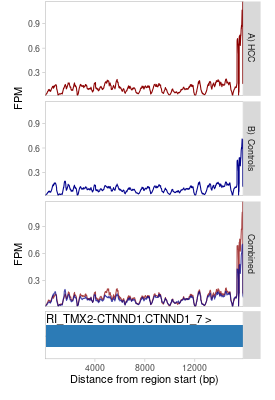 0.9
0.6
0.3
FPM
A) HCC
0.9
0.6
0.3
B) Controls
0.9
0.6
0.3
FPM
Combined
RI_TMX2-CTNND1.CTNND1_7 >
4000 8000 12000
Distance from region start (bp)